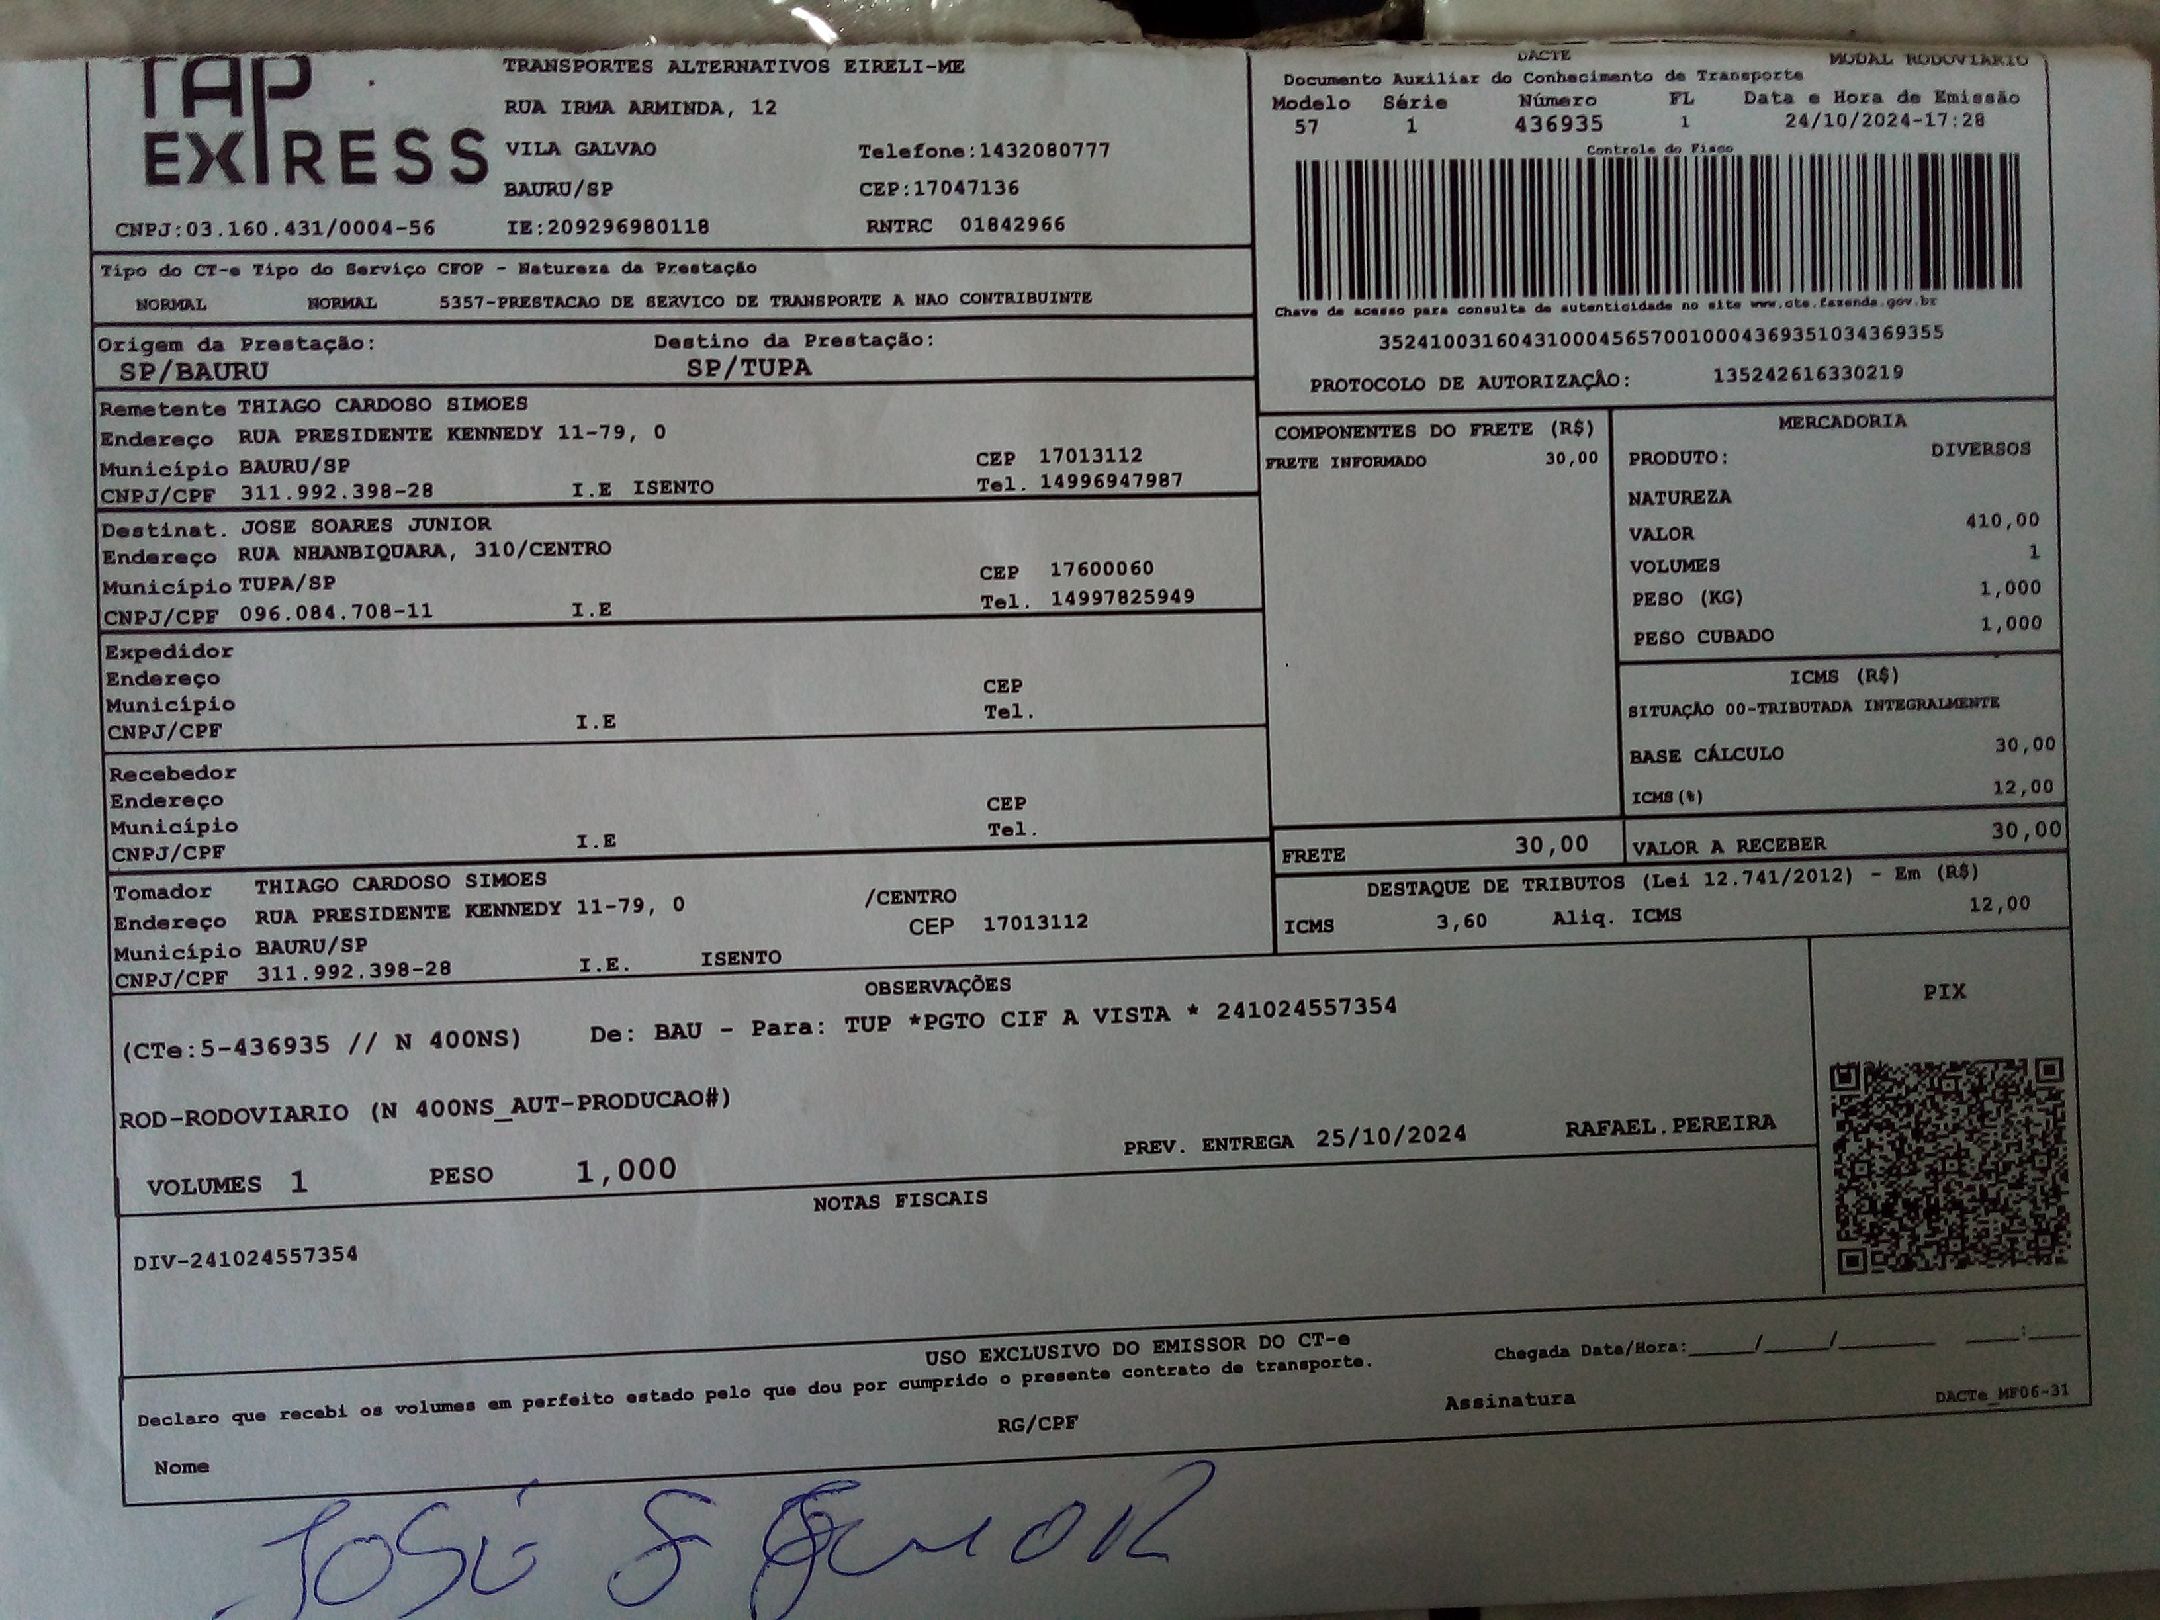 TAP
EXPRESS
TRANSPORTES ALTERNATIVOS EIRELI-ME
RUA IRMA ARMINDA, 12
VILA GALVAO Telefone:1432080777
BAURU/SP CEP:17047136
CNPJ:03.160.431/0004-56 IE:209296980118 RNTRC 01842966
DACTE MODAL RODOVIARIO
Documento Auxiliar do Conhecimento de Transporte
Modelo Série Número FL Data e Hora de Emissão
57 1 436935 1 24/10/2024-17:28
Controle do Fisco
Chave de acesso para consulta de autenticidade no site www.cte.fazenda.gov.br
35241003160431000456570010004369351034369355
PROTOCOLO DE AUTORIZAÇÃO: 135242616330219
Tipo do CT-e Tipo do Serviço CFOP - Natureza da Prestação
NORMAL NORMAL 5357-PRESTACAO DE SERVICO DE TRANSPORTE A NAO CONTRIBUINTE
Origem da Prestação: Destino da Prestação:
SP/BAURU SP/TUPA
Remetente THIAGO CARDOSO SIMOES
Endereço RUA PRESIDENTE KENNEDY 11-79, 0
Município BAURU/SP CEP 17013112
CNPJ/CPF 311.992.398-28 I.E ISENTO Tel. 14996947987
Destinat. JOSE SOARES JUNIOR
Endereço RUA NHANBIQUARA, 310/CENTRO
Município TUPA/SP CEP 17600060
CNPJ/CPF 096.084.708-11 I.E Tel. 14997825949
Expedidor
Endereço
Município CEP
CNPJ/CPF I.E Tel.
Recebedor
Endereço
Município CEP
CNPJ/CPF I.E Tel.
Tomador THIAGO CARDOSO SIMOES
Endereço RUA PRESIDENTE KENNEDY 11-79, 0 /CENTRO
Município BAURU/SP CEP 17013112
CNPJ/CPF 311.992.398-28 I.E. ISENTO
COMPONENTES DO FRETE (R$)
FRETE INFORMADO 30,00
MERCADORIA
PRODUTO: DIVERSOS
NATUREZA
VALOR 410,00
VOLUMES 1
PESO (KG) 1,000
PESO CUBADO 1,000
ICMS (R$)
SITUAÇÃO 00-TRIBUTADA INTEGRALMENTE
BASE CÁLCULO 30,00
ICMS(%) 12,00
FRETE 30,00 VALOR A RECEBER 30,00
DESTAQUE DE TRIBUTOS (Lei 12.741/2012) - Em (R$)
ICMS 3,60 Aliq. ICMS 12,00
OBSERVAÇÕES
(CTe:5-436935 // N 400NS) De: BAU - Para: TUP *PGTO CIF A VISTA * 241024557354
ROD-RODOVIARIO (N 400NS_AUT-PRODUCAO#)
PREV. ENTREGA 25/10/2024 RAFAEL.PEREIRA
VOLUMES 1 PESO 1,000
PIX
NOTAS FISCAIS
DIV-241024557354
USO EXCLUSIVO DO EMISSOR DO CT-e
Declaro que recebi os volumes em perfeito estado pelo que dou por cumprido o presente contrato de transporte.
Chegada Data/Hora:_____/_____/________ ____:____
Nome RG/CPF Assinatura DACTe_MF06-31
José S Junior